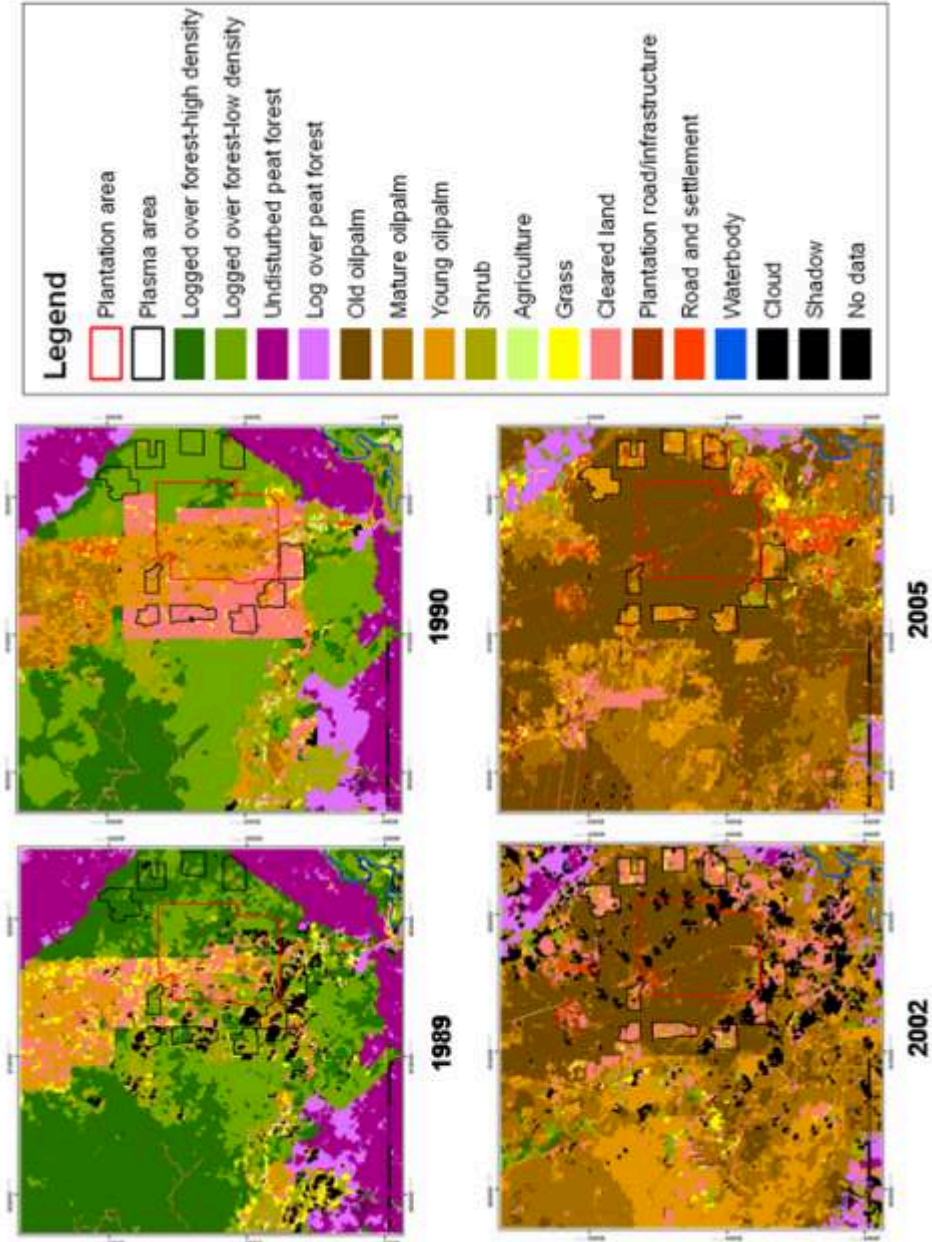 1989
1990
2002
2005
Legend
Plantation area
Plasma area
Logged over forest-high density
Logged over forest-low density
Undisturbed peat forest
Log over peat forest
Old oilpalm
Mature oilpalm
Young oilpalm
Shrub
Agriculture
Grass
Cleared land
Plantation road/infrastructure
Road and settlement
Waterbody
Cloud
Shadow
No data